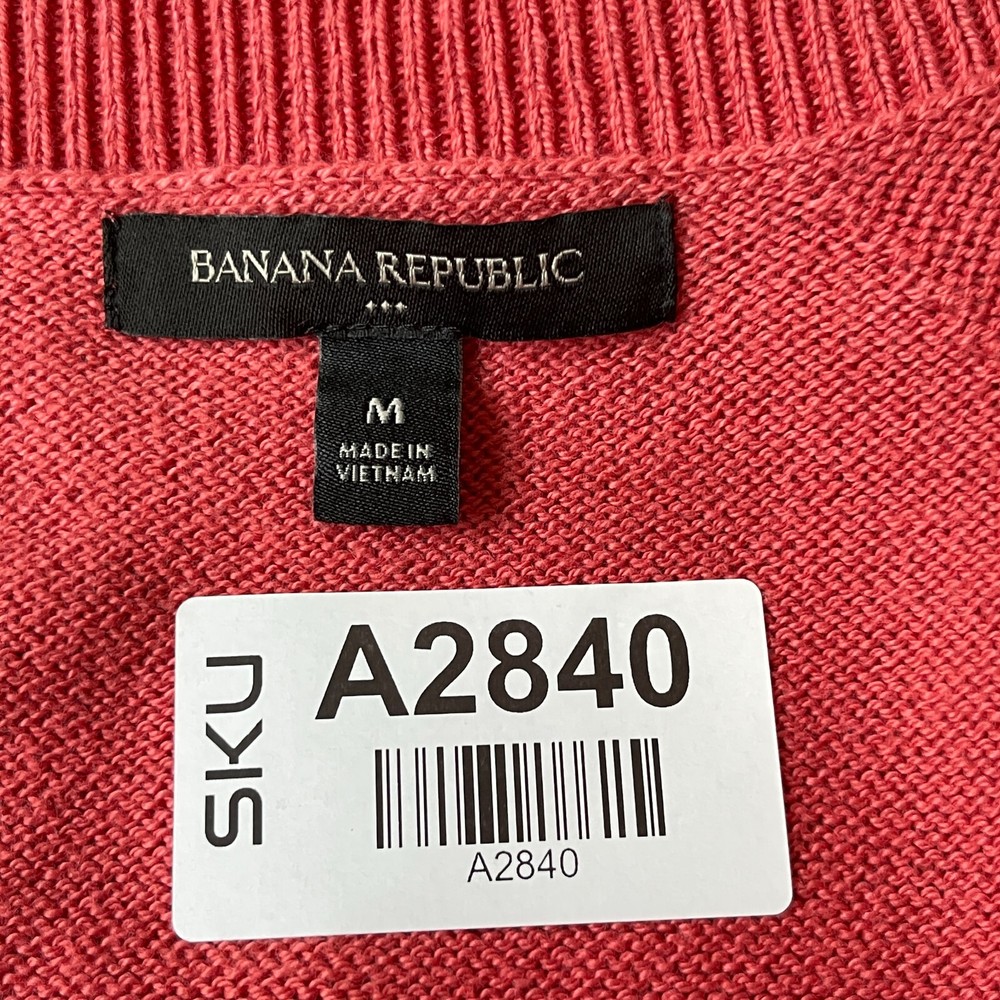 BANANA REPUBLIC
M
MADE IN
VIETNAM
SKU
A2840
A2840